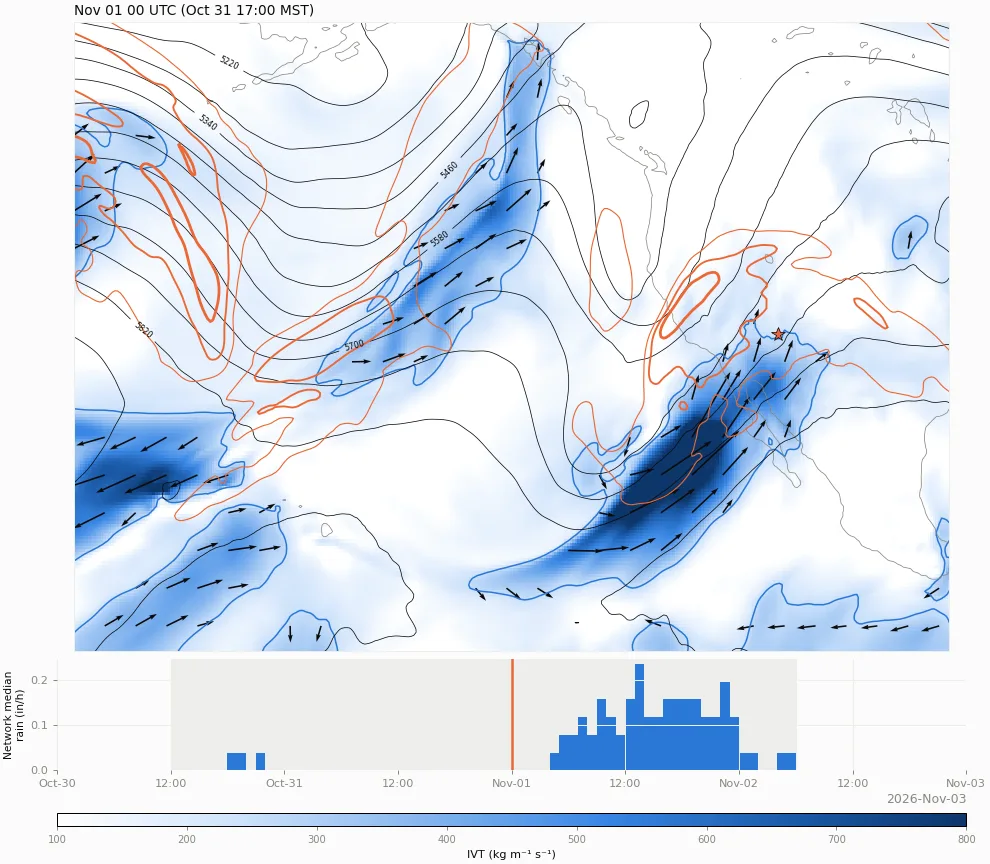 Nov 01 00 UTC (Oct 31 17:00 MST)
5220
5340
5460
5580
5820
5700
Network median
rain (in/h)
0.2
0.1
0.0
Oct-30 12:00 Oct-31 12:00 Nov-01 12:00 Nov-02 12:00 Nov-03
2026-Nov-03
100 200 300 400 500 600 700 800
IVT (kg m⁻¹ s⁻¹)